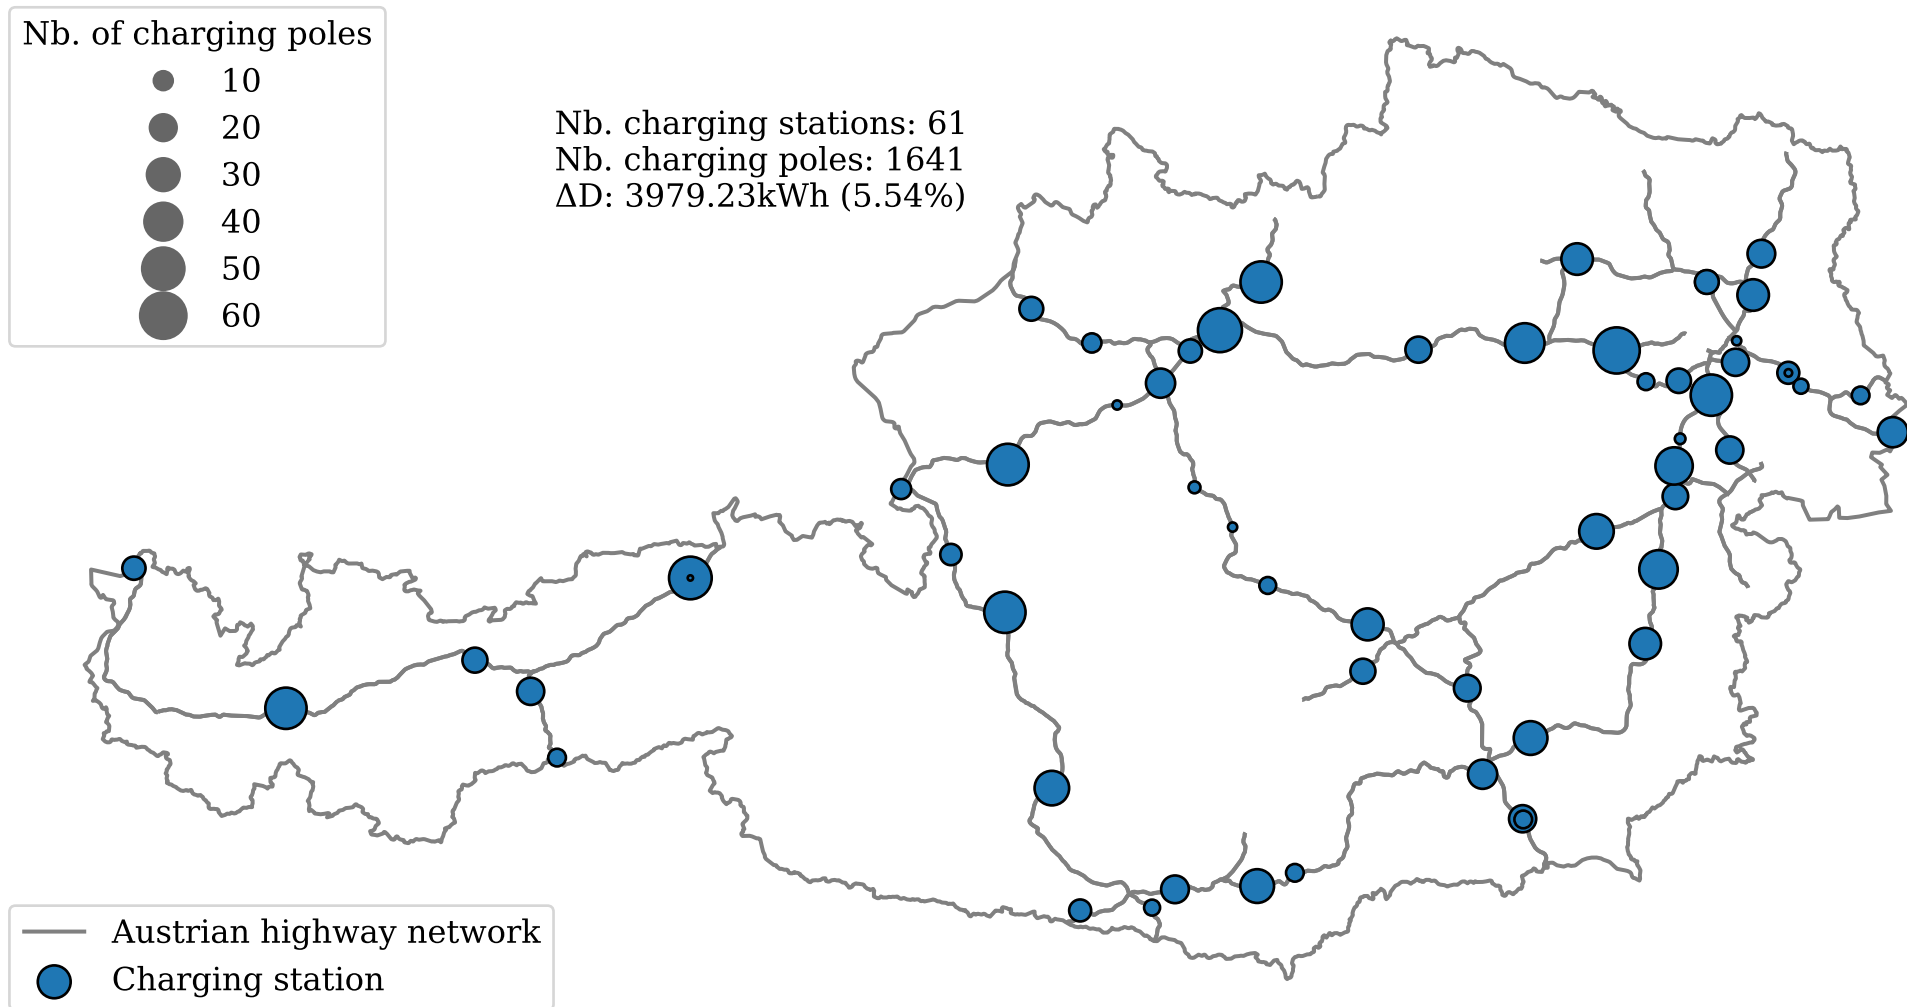 Nb. of charging poles
10
20
30
40
50
60
Nb. charging stations: 61
Nb. charging poles: 1641
ΔD: 3979.23kWh (5.54%)
Austrian highway network
Charging station